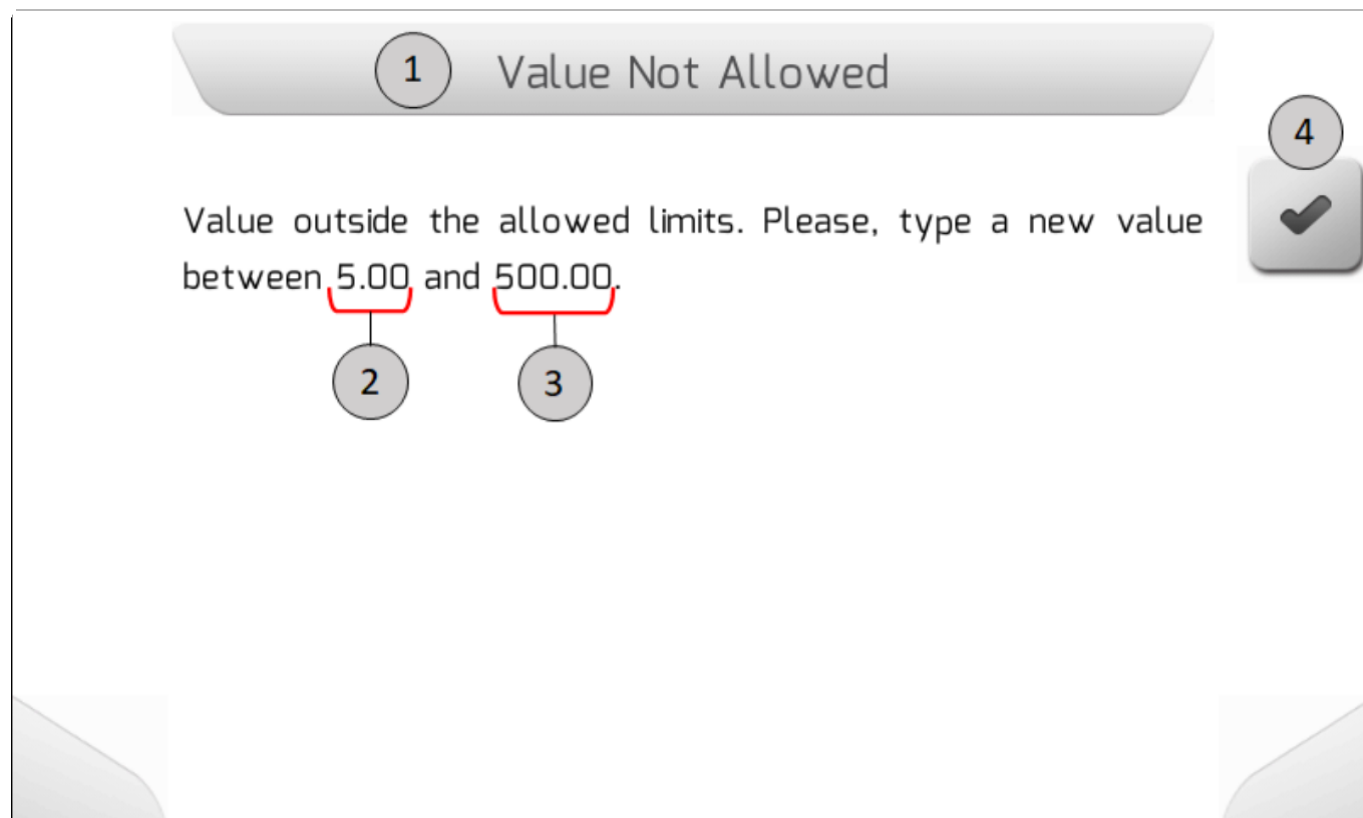 1 Value Not Allowed
4
Value outside the allowed limits. Please, type a new value
between 5.00 and 500.00.
2 3